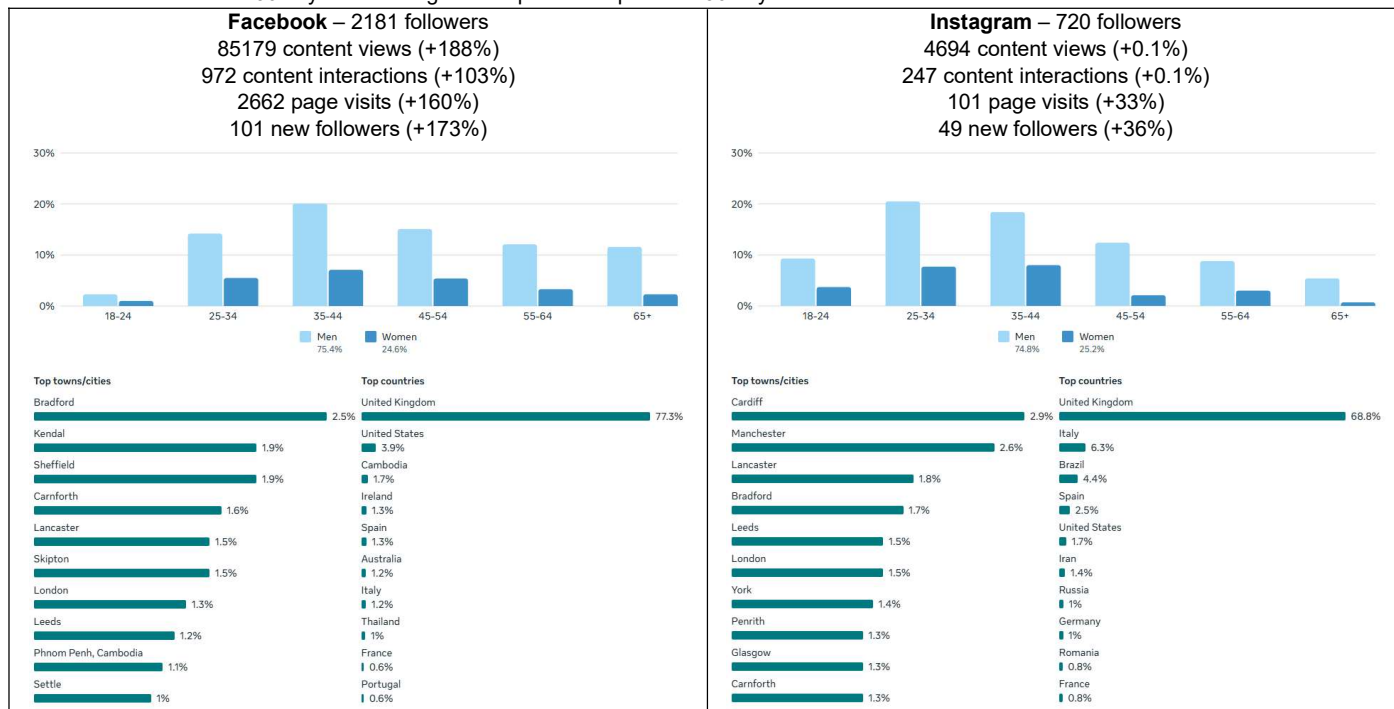 Facebook – 2181 followers
85179 content views (+188%)
972 content interactions (+103%)
2662 page visits (+160%)
101 new followers (+173%)
30%
20%
10%
0%
18-24 25-34 35-44 45-54 55-64 65+
Men Women
75.4% 24.6%
Top towns/cities
Bradford
2.5%
Kendal
1.9%
Sheffield
1.9%
Carnforth
1.6%
Lancaster
1.5%
Skipton
1.5%
London
1.3%
Leeds
1.2%
Phnom Penh, Cambodia
1.1%
Settle
1%
Top countries
United Kingdom
77.3%
United States
3.9%
Cambodia
1.7%
Ireland
1.3%
Spain
1.3%
Australia
1.2%
Italy
1.2%
Thailand
1%
France
0.6%
Portugal
0.6%
Instagram – 720 followers
4694 content views (+0.1%)
247 content interactions (+0.1%)
101 page visits (+33%)
49 new followers (+36%)
30%
20%
10%
0%
18-24 25-34 35-44 45-54 55-64 65+
Men Women
74.8% 25.2%
Top towns/cities
Cardiff
2.9%
Manchester
2.6%
Lancaster
1.8%
Bradford
1.7%
Leeds
1.5%
London
1.5%
York
1.4%
Penrith
1.3%
Glasgow
1.3%
Carnforth
1.3%
Top countries
United Kingdom
68.8%
Italy
6.3%
Brazil
4.4%
Spain
2.5%
United States
1.7%
Iran
1.4%
Russia
1%
Germany
1%
Romania
0.8%
France
0.8%